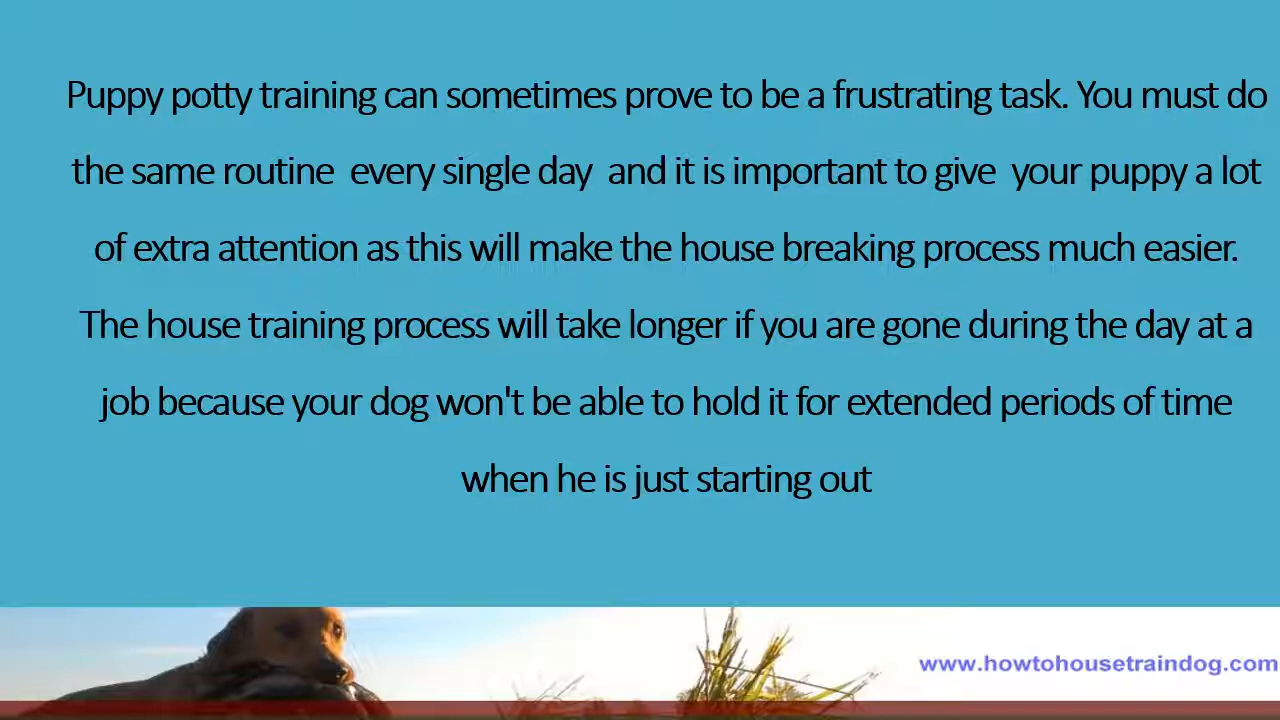 Puppy potty training can sometimes prove to be a frustrating task. You must do
the same routine  every single day  and it is important to give  your puppy a lot
of extra attention as this will make the house breaking process much easier.
The house training process will take longer if you are gone during the day at a
job because your dog won't be able to hold it for extended periods of time
when he is just starting out
www.howtohousetraindog.com